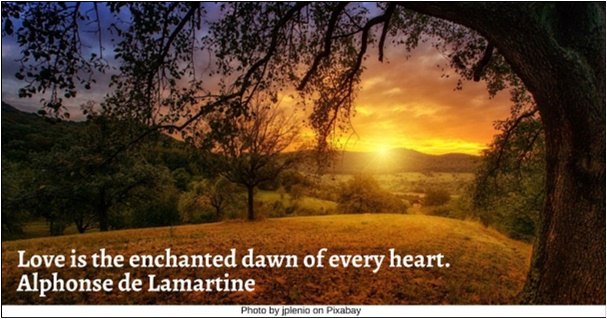 Love is the enchanted dawn of every heart.
Alphonse de Lamartine
Photo by jplenio on Pixabay